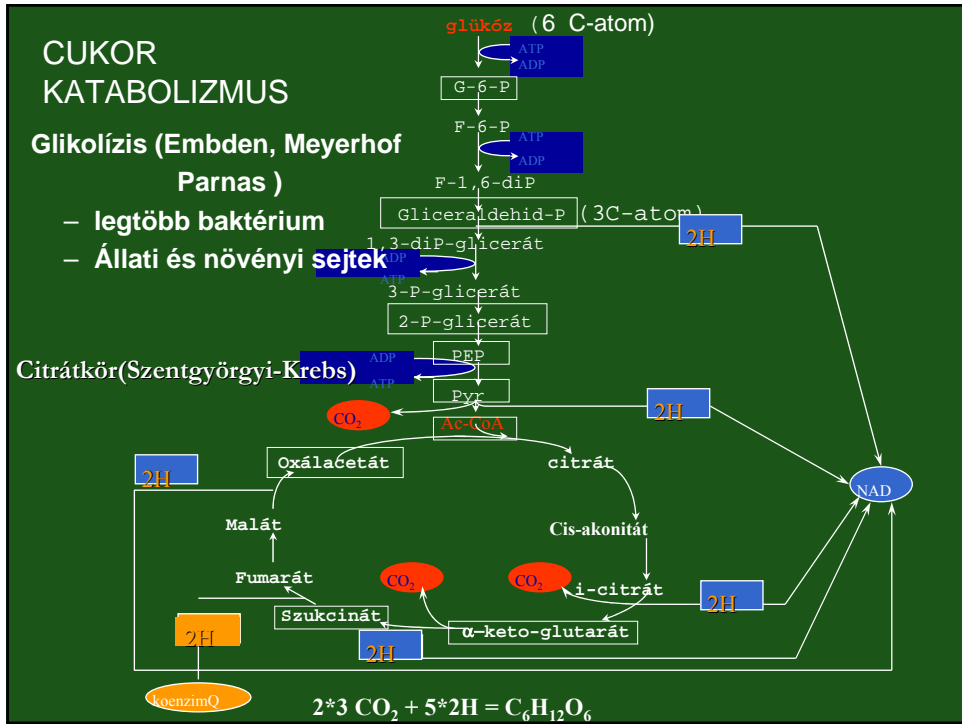 CUKOR
KATABOLIZMUS
Glikolízis (Embden, Meyerhof
Parnas )
– legtöbb baktérium
– Állati és növényi sejtek
Citrátkör(Szentgyörgyi-Krebs)
glükóz (6 C-atom)
ATP
ADP
G-6-P
F-6-P
ATP
ADP
F-1,6-diP
Gliceraldehid-P (3C-atom)
2H
1,3-diP-glicerát
ADP
ATP
3-P-glicerát
2-P-glicerát
PEP
ADP
ATP
Pyr
2H
CO2
Ac-CoA
Oxálacetát
citrát
2H
NAD
Malát
Cis-akonitát
Fumarát
CO2
CO2
i-citrát
2H
Szukcinát
α-keto-glutarát
2H
2H
koenzimQ
2*3 CO2 + 5*2H = C6H12O6